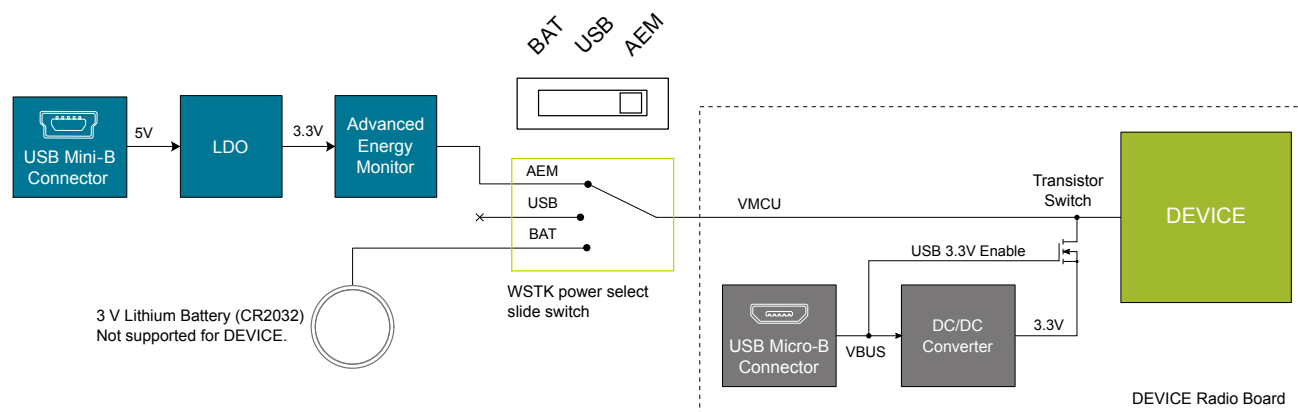 BAT
USB
AEM
USB Mini-B
Connector
5V
LDO
3.3V
Advanced
Energy
Monitor
AEM
USB
BAT
WSTK power select
slide switch
3 V Lithium Battery (CR2032)
Not supported for DEVICE.
VMCU
Transistor
Switch
DEVICE
USB 3.3V Enable
USB Micro-B
Connector
VBUS
DC/DC
Converter
3.3V
DEVICE Radio Board